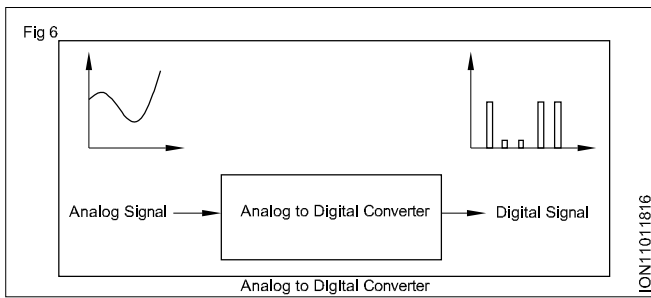 Fig 6
Analog Signal
Analog to Digital Converter
Digital Signal
Analog to Digital Converter
ION11011816